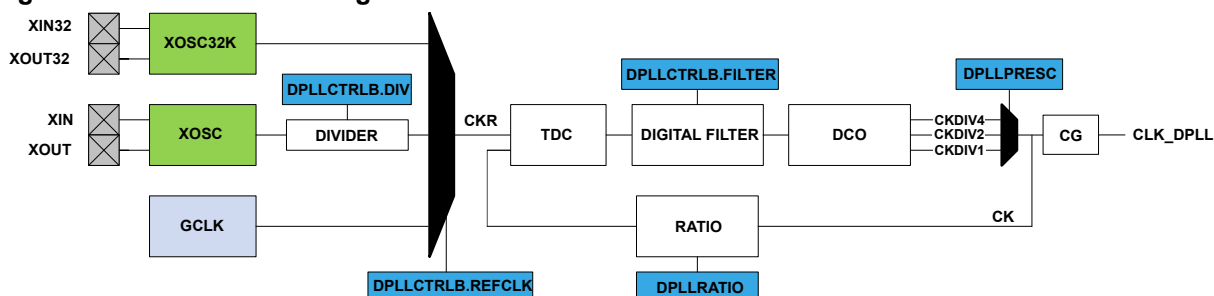 XIN32
XOUT32
XOSC32K
DPLLCTRLB.DIV
DPLLCTRLB.FILTER
DPLLPRESC
XIN
XOUT
XOSC
DIVIDER
CKR
TDC
DIGITAL FILTER
DCO
CKDIV4
CKDIV2
CKDIV1
CG
CLK_DPLL
GCLK
RATIO
CK
DPLLCTRLB.REFCLK
DPLLRATIO